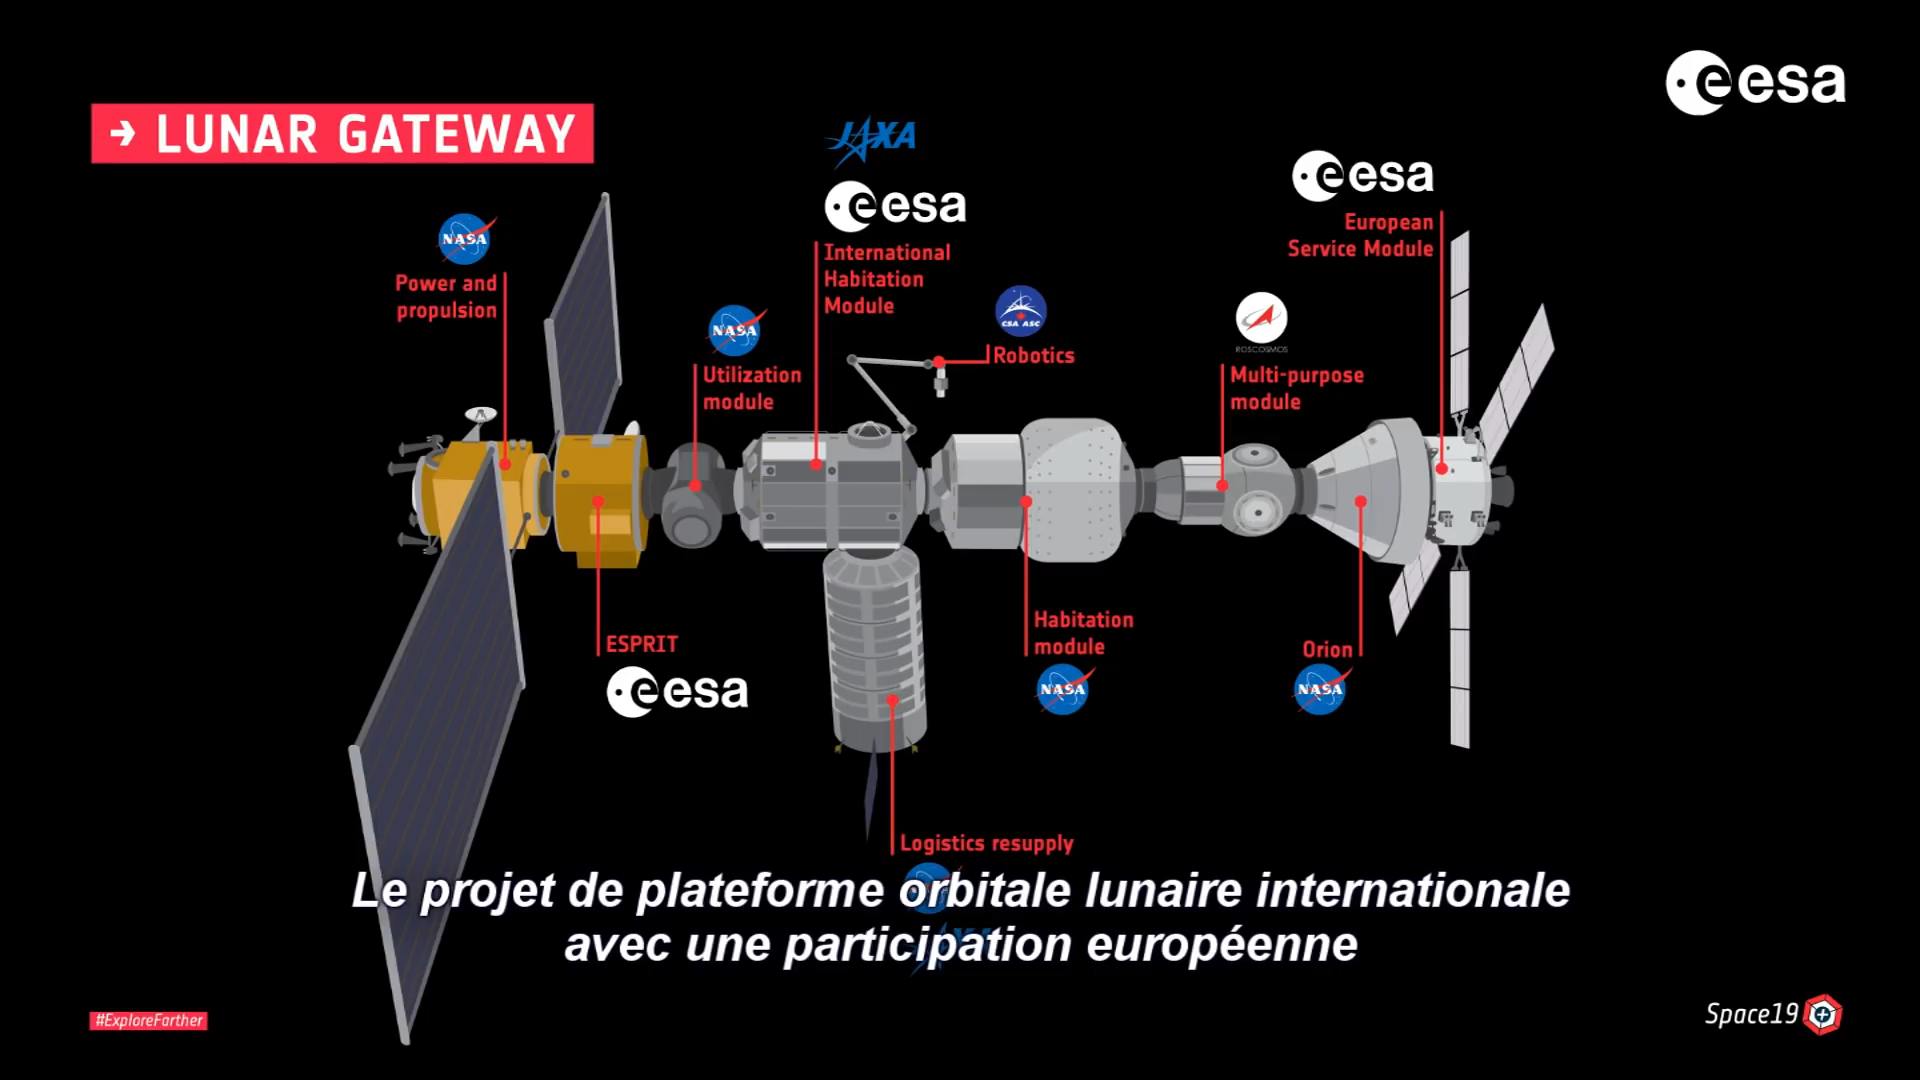 esa
→ LUNAR GATEWAY
JAXA
esa
International
Habitation
Module
esa
European
Service Module
NASA
Power and
propulsion
NASA
Utilization
module
CSA ASC
Robotics
ROSCOSMOS
Multi-purpose
module
ESPRIT
esa
Habitation
module
NASA
Orion
NASA
Logistics resupply
NASA
JAXA
Le projet de plateforme orbitale lunaire internationale
avec une participation européenne
#ExploreFarther
Space19